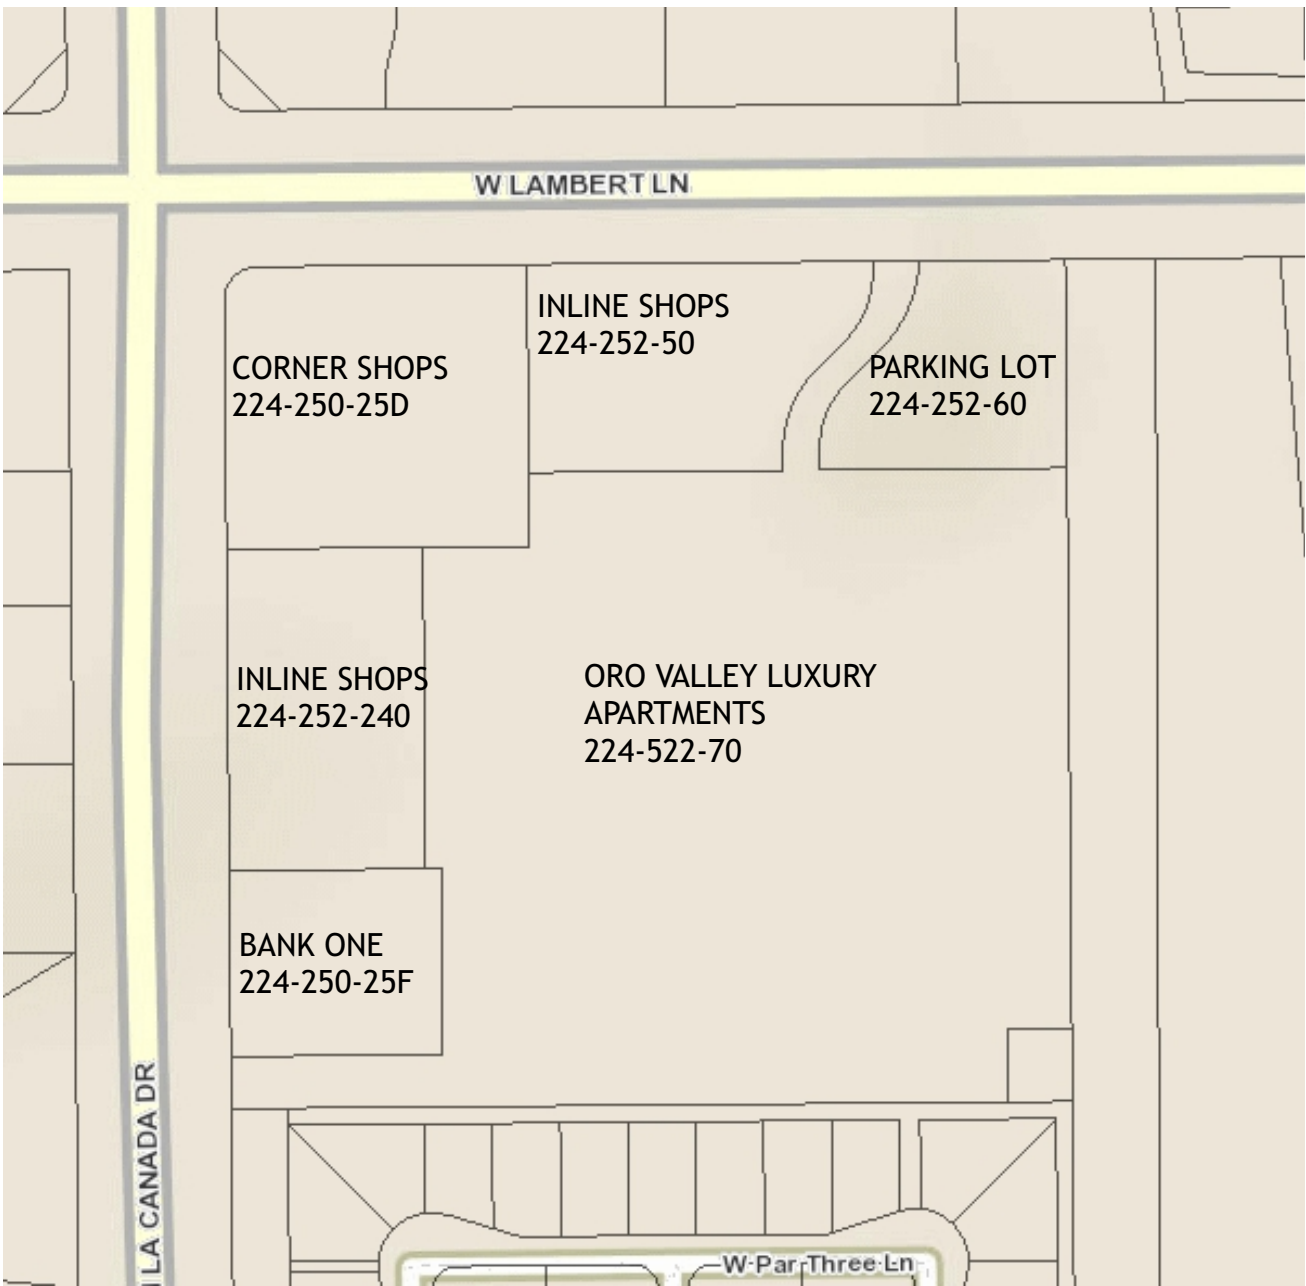 W LAMBERT LN
INLINE SHOPS
224-252-50
CORNER SHOPS
224-250-25D
PARKING LOT
224-252-60
INLINE SHOPS
224-252-240
ORO VALLEY LUXURY
APARTMENTS
224-522-70
BANK ONE
224-250-25F
LA CANADA DR
W Par Three Ln